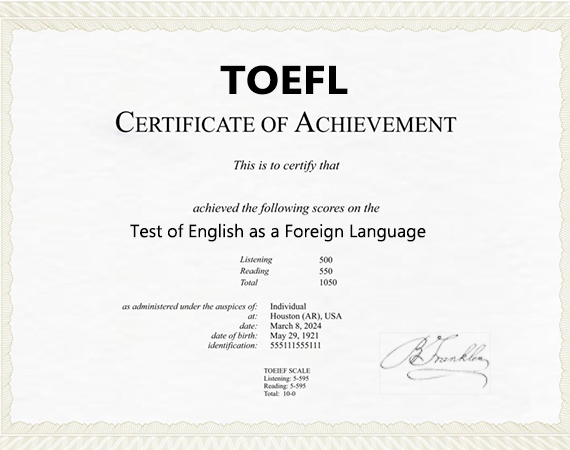 TOEFL
CERTIFICATE OF ACHIEVEMENT
This is to certify that
achieved the following scores on the
Test of English as a Foreign Language
Listening 500
Reading 550
Total 1050
as administered under the auspices of: Individual
at: Houston (AR), USA
date: March 8, 2024
date of birth: May 29, 1921
identification: 555111555111
B Franklin
TOEIEF SCALE
Listening: 5-595
Reading: 5-595
Total: 10-0